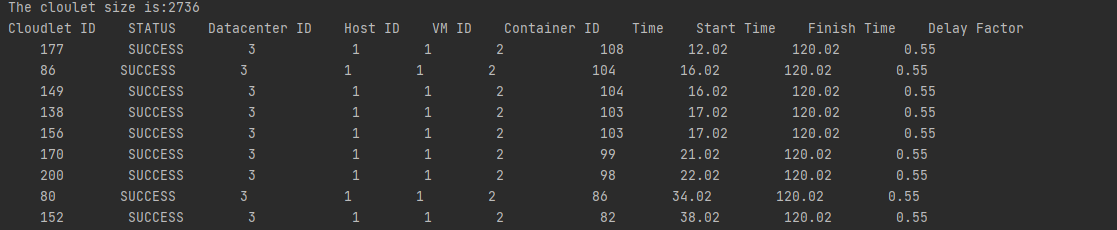 The cloulet size is:2736
Cloudlet ID    STATUS    Datacenter ID    Host ID    VM ID    Container ID    Time    Start Time    Finish Time    Delay Factor
177    SUCCESS    3    1    1    2    108    12.02    120.02    0.55
86    SUCCESS    3    1    1    2    104    16.02    120.02    0.55
149    SUCCESS    3    1    1    2    104    16.02    120.02    0.55
138    SUCCESS    3    1    1    2    103    17.02    120.02    0.55
156    SUCCESS    3    1    1    2    103    17.02    120.02    0.55
170    SUCCESS    3    1    1    2    99    21.02    120.02    0.55
200    SUCCESS    3    1    1    2    98    22.02    120.02    0.55
80    SUCCESS    3    1    1    2    86    34.02    120.02    0.55
152    SUCCESS    3    1    1    2    82    38.02    120.02    0.55